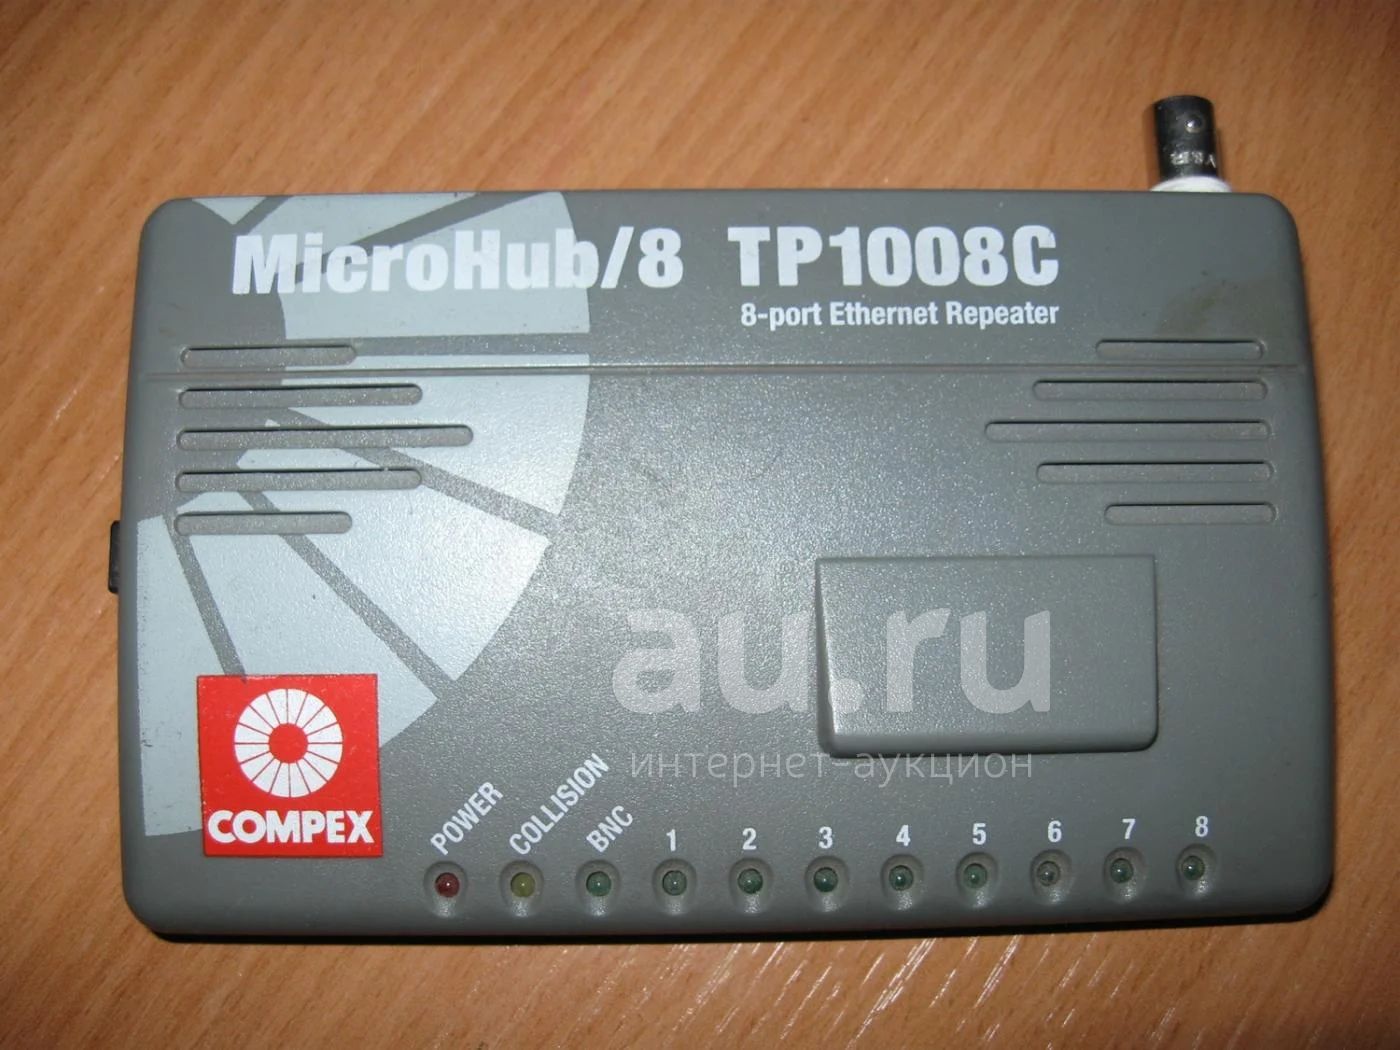 MicroHub/8 TP1008C
8-port Ethernet Repeater
au.ru
интернет-аукцион
COMPEX
POWER COLLISION BNC 1 2 3 4 5 6 7 8